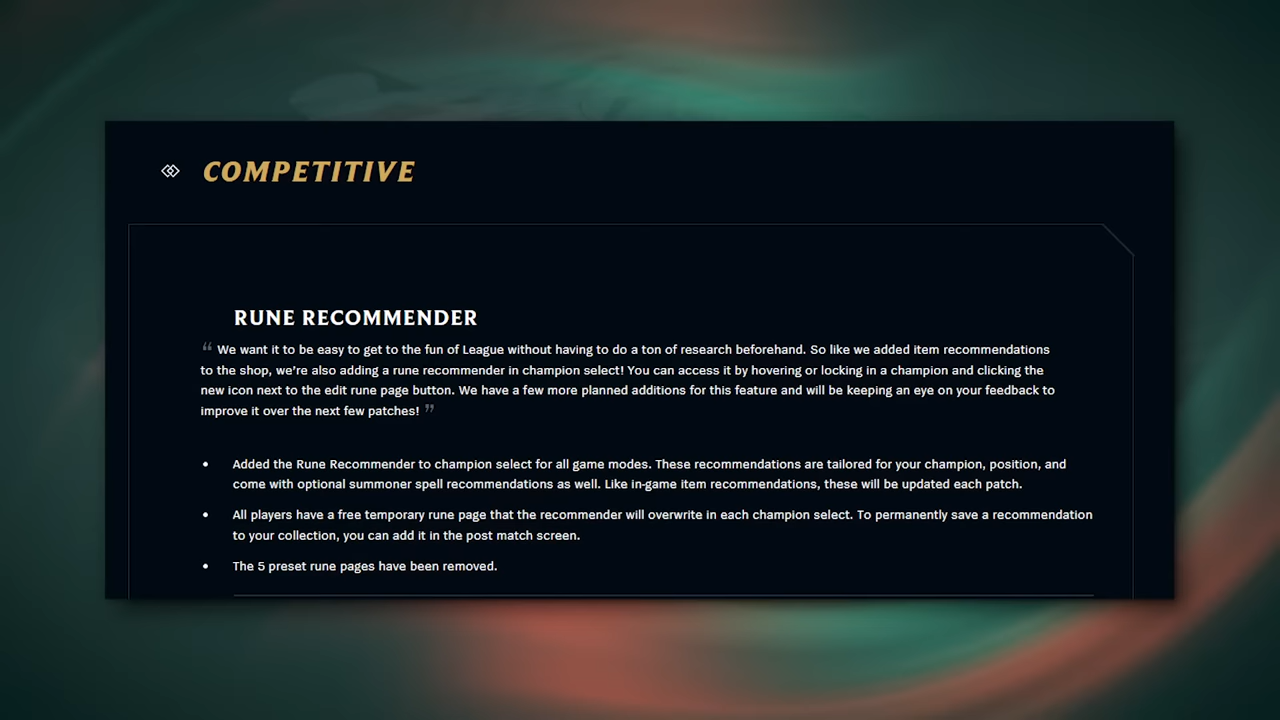 COMPETITIVE
RUNE RECOMMENDER
“ We want it to be easy to get to the fun of League without having to do a ton of research beforehand. So like we added item recommendations
to the shop, we’re also adding a rune recommender in champion select! You can access it by hovering or locking in a champion and clicking the
new icon next to the edit rune page button. We have a few more planned additions for this feature and will be keeping an eye on your feedback to
improve it over the next few patches! ”
• Added the Rune Recommender to champion select for all game modes. These recommendations are tailored for your champion, position, and
come with optional summoner spell recommendations as well. Like in-game item recommendations, these will be updated each patch.
• All players have a free temporary rune page that the recommender will overwrite in each champion select. To permanently save a recommendation
to your collection, you can add it in the post match screen.
• The 5 preset rune pages have been removed.